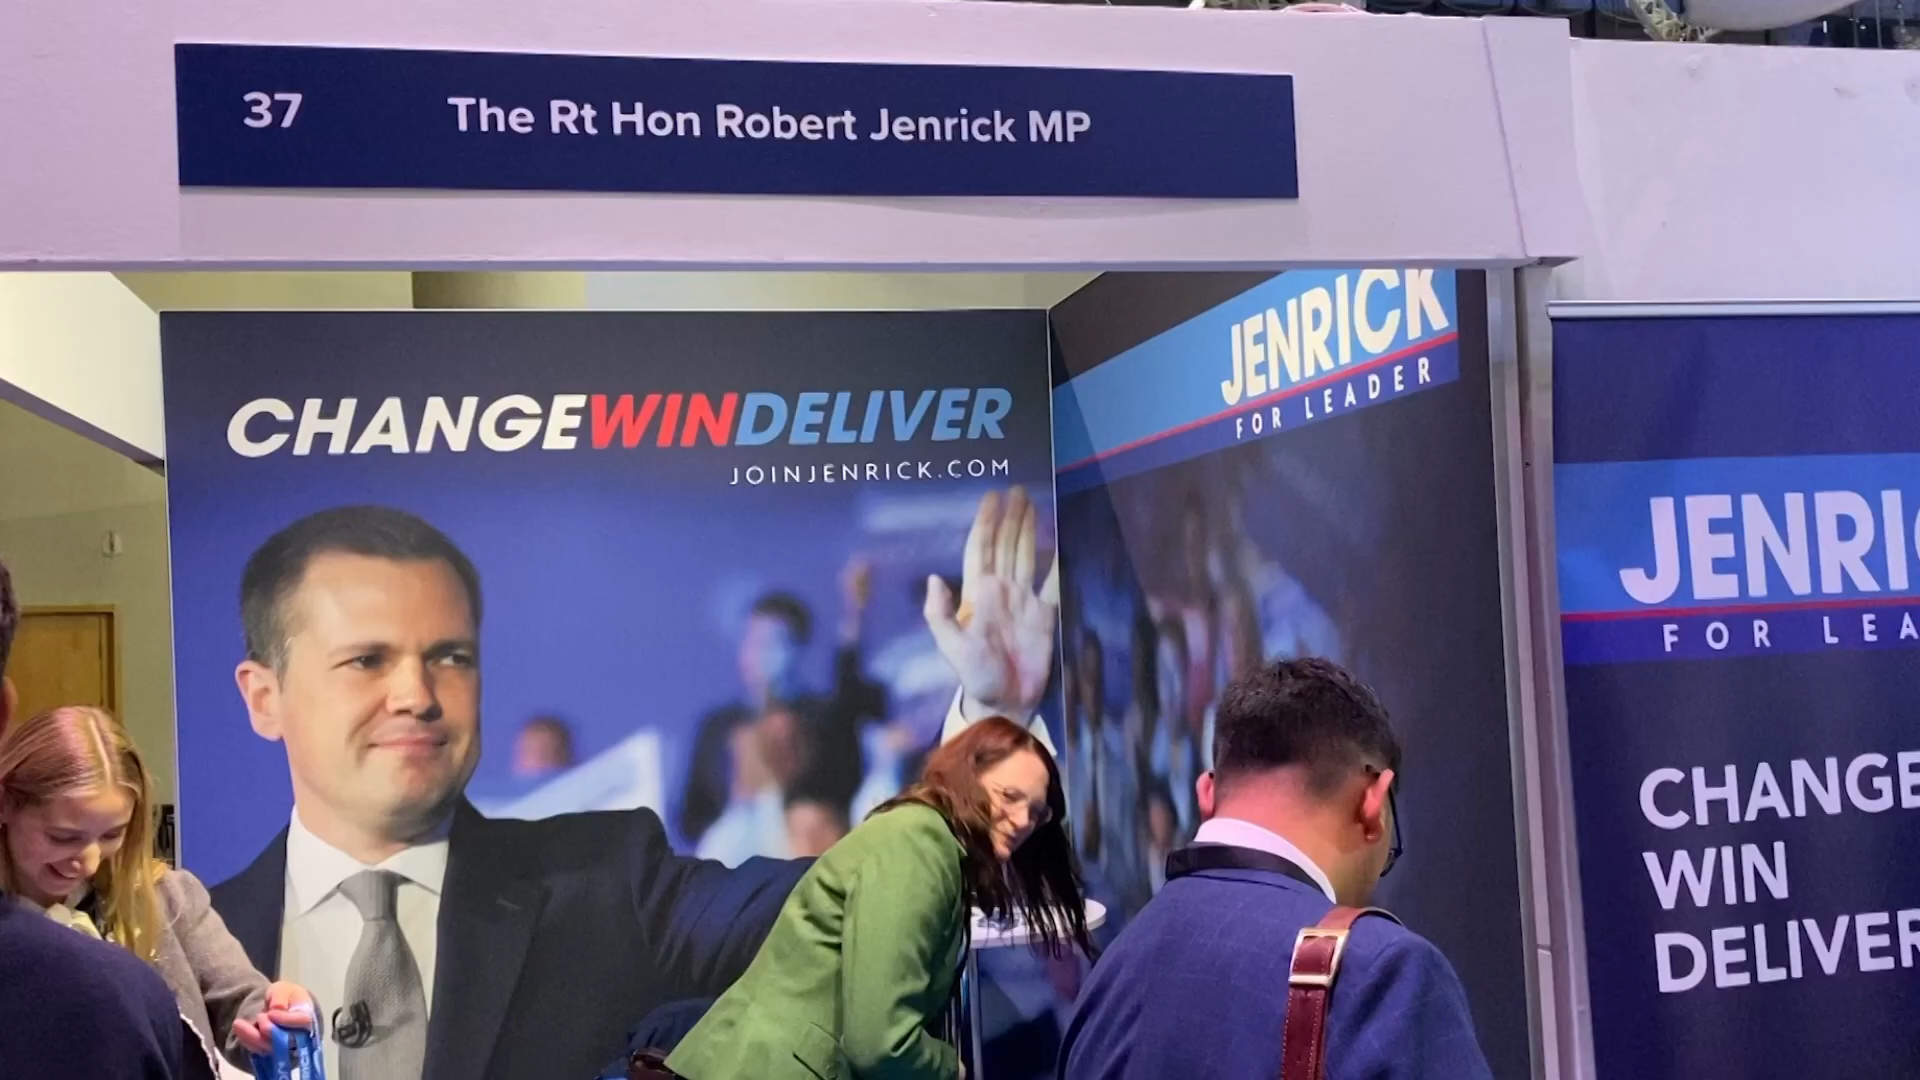 37 The Rt Hon Robert Jenrick MP
CHANGEWINDELIVER
JOINJENRICK.COM
JENRICK
FOR LEADER
JENRIC
FOR LEA
CHANGE
WIN
DELIVER